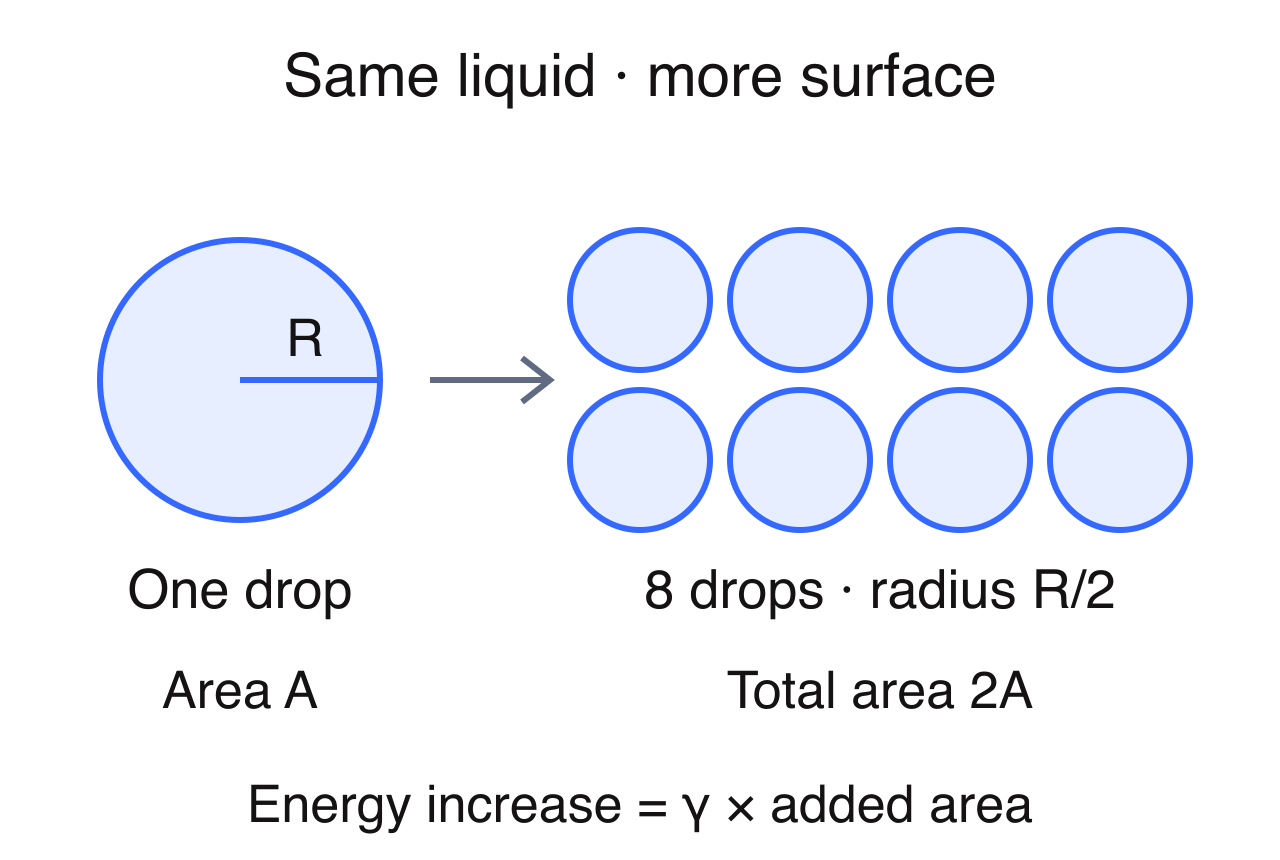 Same liquid · more surface
R
One drop
8 drops · radius R/2
Area A
Total area 2A
Energy increase = γ × added area